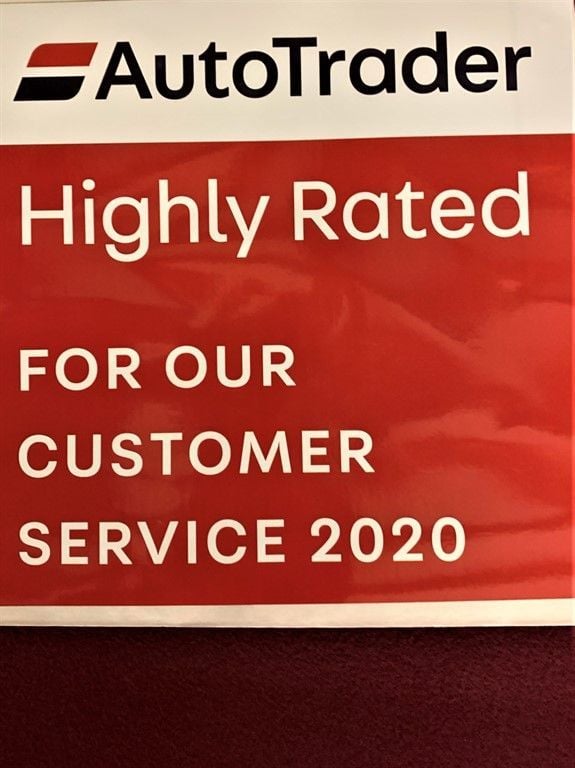 AutoTrader
Highly Rated
FOR OUR
CUSTOMER
SERVICE 2020